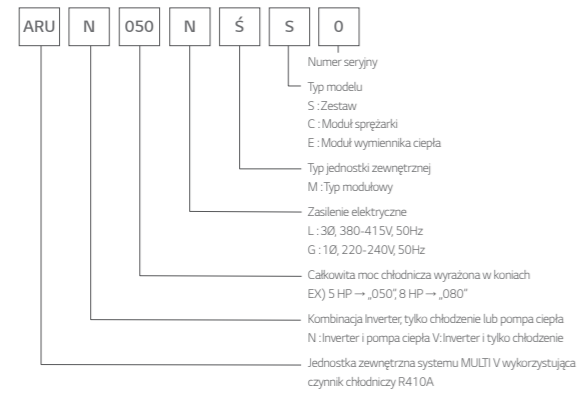 ARU N 050 N Ś S 0
Numer seryjny
Typ modelu
S : Zestaw
C : Moduł sprężarki
E : Moduł wymiennika ciepła
Typ jednostki zewnętrznej
M : Typ modułowy
Zasilenie elektryczne
L : 3Ø, 380-415V, 50Hz
G : 1Ø, 220-240V, 50Hz
Całkowita moc chłodnicza wyrażona w koniach
EX) 5 HP → „050”, 8 HP → „080”
Kombinacja Inverter, tylko chłodzenie lub pompa ciepła
N : Inverter i pompa ciepła V: Inverter i tylko chłodzenie
Jednostka zewnętrzna systemu MULTI V wykorzystująca
czynnik chłodniczy R410A